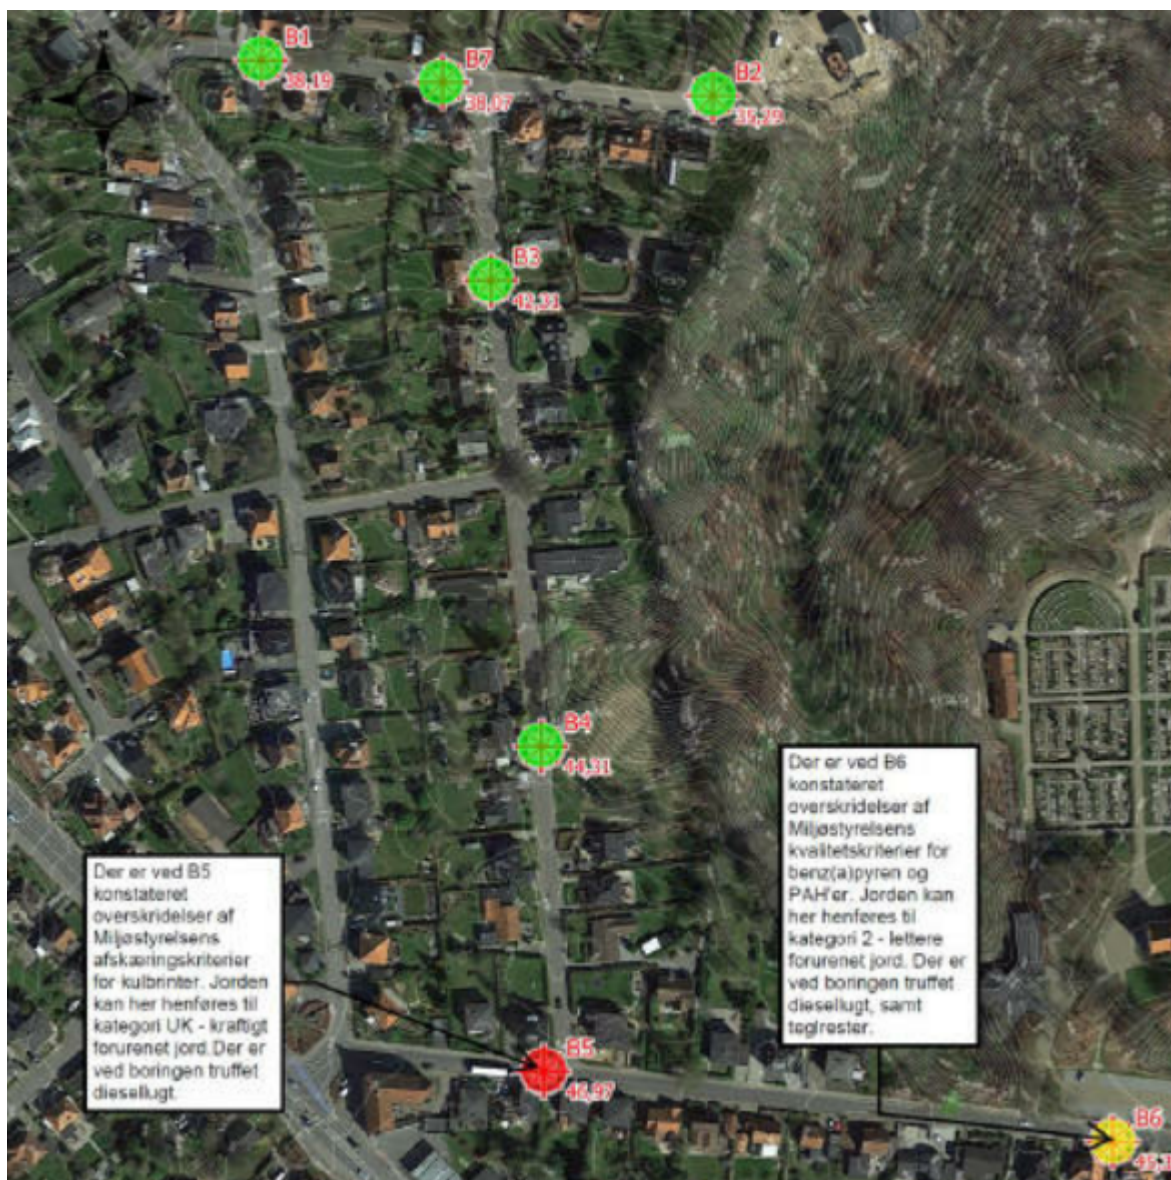 B1
38,19
B7
38,07
B2
39,29
B3
42,31
B4
44,31
Der er ved B5
konstateret
overskridelser af
Miljøstyrelsens
afskæringskriterier
for kulbrinter. Jorden
kan her henføres til
kategori UK - kraftigt
forurenet jord.Der er
ved boringen truffet
diesellugt.
Der er ved B6
konstateret
overskridelser af
Miljøstyrelsens
kvalitetskriterier for
benz(a)pyren og
PAH'er. Jorden kan
her henføres til
kategori 2 - lettere
forurenet jord. Der er
ved boringen truffet
diesellugt, samt
teglrester.
B5
46,97
B6